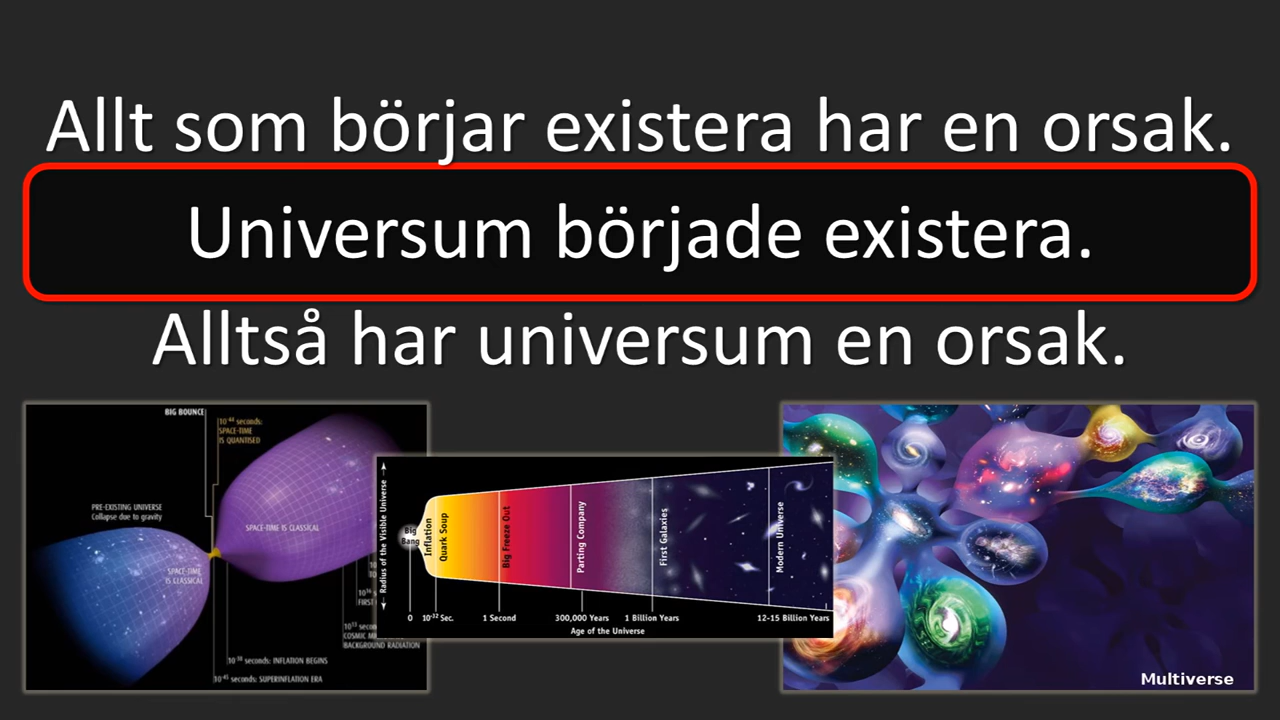 Allt som börjar existera har en orsak.
Universum började existera.
Alltså har universum en orsak.
BIG BOUNCE
SPACE-TIME
IS QUANTISED
PRE-EXISTING UNIVERSE
Collapse due to gravity
SPACE-TIME IS CLASSICAL
SPACE-TIME
IS CLASSICAL
FIRST
COSMIC
BACKGROUND RADIATION
seconds: INFLATION BEGINS
seconds: SUPERINFLATION ERA
Radius of the Visible Universe
Big
Bang
Inflation
Quark Soup
Big Freeze Out
Parting Company
First Galaxies
Modern Universe
0
10⁻³² Sec.
1 Second
300,000 Years
1 Billion Years
12-15 Billion Years
Age of the Universe
Multiverse